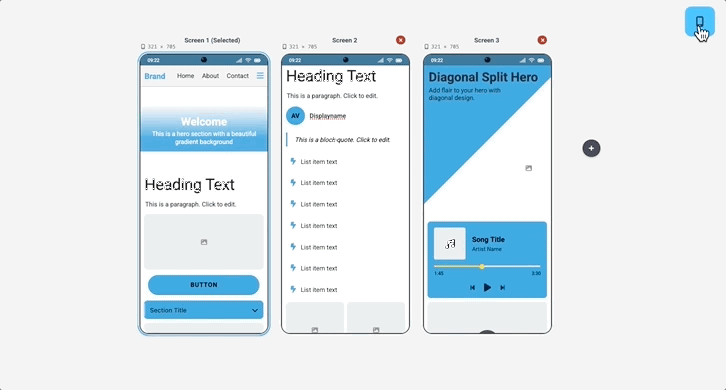 Screen 1 (Selected)
321 × 705
09:22
Brand
Home
About
Contact
Welcome
This is a hero section with a beautiful
gradient background
Heading Text
This is a paragraph. Click to edit.
BUTTON
Section Title
Screen 2
321 × 705
09:22
Heading Text
This is a paragraph. Click to edit.
AV
Displayname
This is a block quote. Click to edit.
List item text
List item text
List item text
List item text
List item text
List item text
List item text
Screen 3
321 × 705
09:22
Diagonal Split Hero
Add flair to your hero with
diagonal design.
Song Title
Artist Name
1:45
3:30